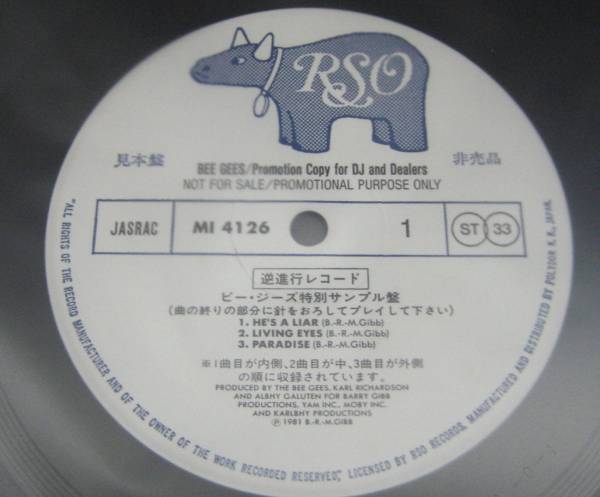 RSO
見本盤
非売品
BEE GEES/Promotion Copy for DJ and Dealers
NOT FOR SALE/PROMOTIONAL PURPOSE ONLY
JASRAC MI 4126 1 ST 33
逆進行レコード
ビー・ジーズ特別サンプル盤
(曲の終りの部分に針をおろしてプレイして下さい)
1. HE'S A LIAR (B.-R.-M.Gibb)
2. LIVING EYES (B.-R.-M.Gibb)
3. PARADISE (B.-R.-M.Gibb)
※1曲目が内側、2曲目が中、3曲目が外側
の順に収録されています。
PRODUCED BY THE BEE GEES, KARL RICHARDSON
AND ALBHY GALUTEN FOR BARRY GIBB
PRODUCTIONS, YAM INC., MOBY INC.
AND KARLBHY PRODUCTIONS
Ⓟ 1981 B.-R.-M.GIBB
"ALL RIGHTS OF THE RECORD MANUFACTURER AND OF THE OWNER OF THE WORK RECORDED RESERVED", LICENSED BY RSO RECORDS, MANUFACTURED AND DISTRIBUTED BY POLYDOR K. K., JAPAN.